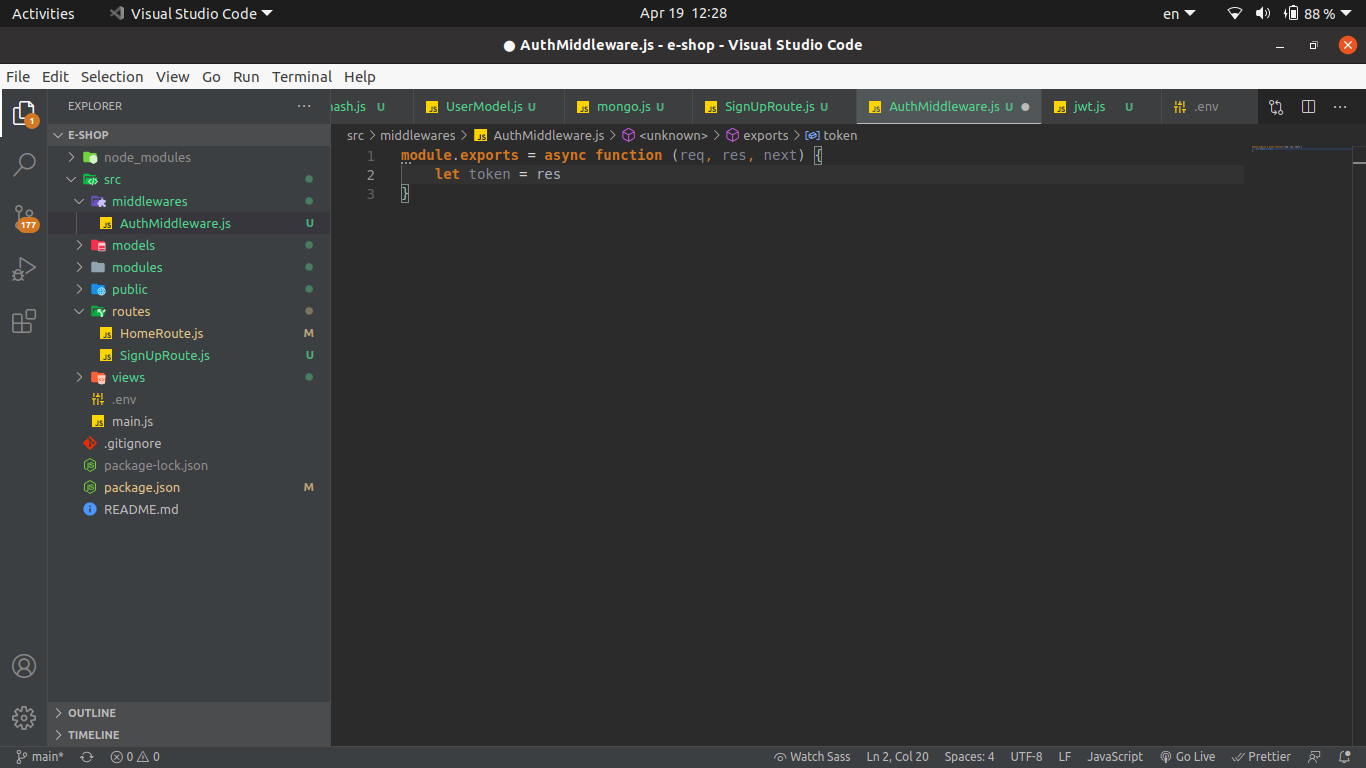 Activities Visual Studio Code Apr 19 12:28 en 88 %
AuthMiddleware.js - e-shop - Visual Studio Code
File Edit Selection View Go Run Terminal Help
EXPLORER
E-SHOP
node_modules
src
middlewares
AuthMiddleware.js U
models
modules
public
routes
HomeRoute.js M
SignUpRoute.js U
views
.env
main.js
.gitignore
package-lock.json
package.json M
README.md
OUTLINE
TIMELINE
1
177
hash.js U UserModel.js U mongo.js U SignUpRoute.js U AuthMiddleware.js U jwt.js U .env
src > middlewares > AuthMiddleware.js > <unknown> > exports > token
1 module.exports = async function (req, res, next) {
2 let token = res
3 }
main* 0 0 Watch Sass Ln 2, Col 20 Spaces: 4 UTF-8 LF JavaScript Go Live Prettier